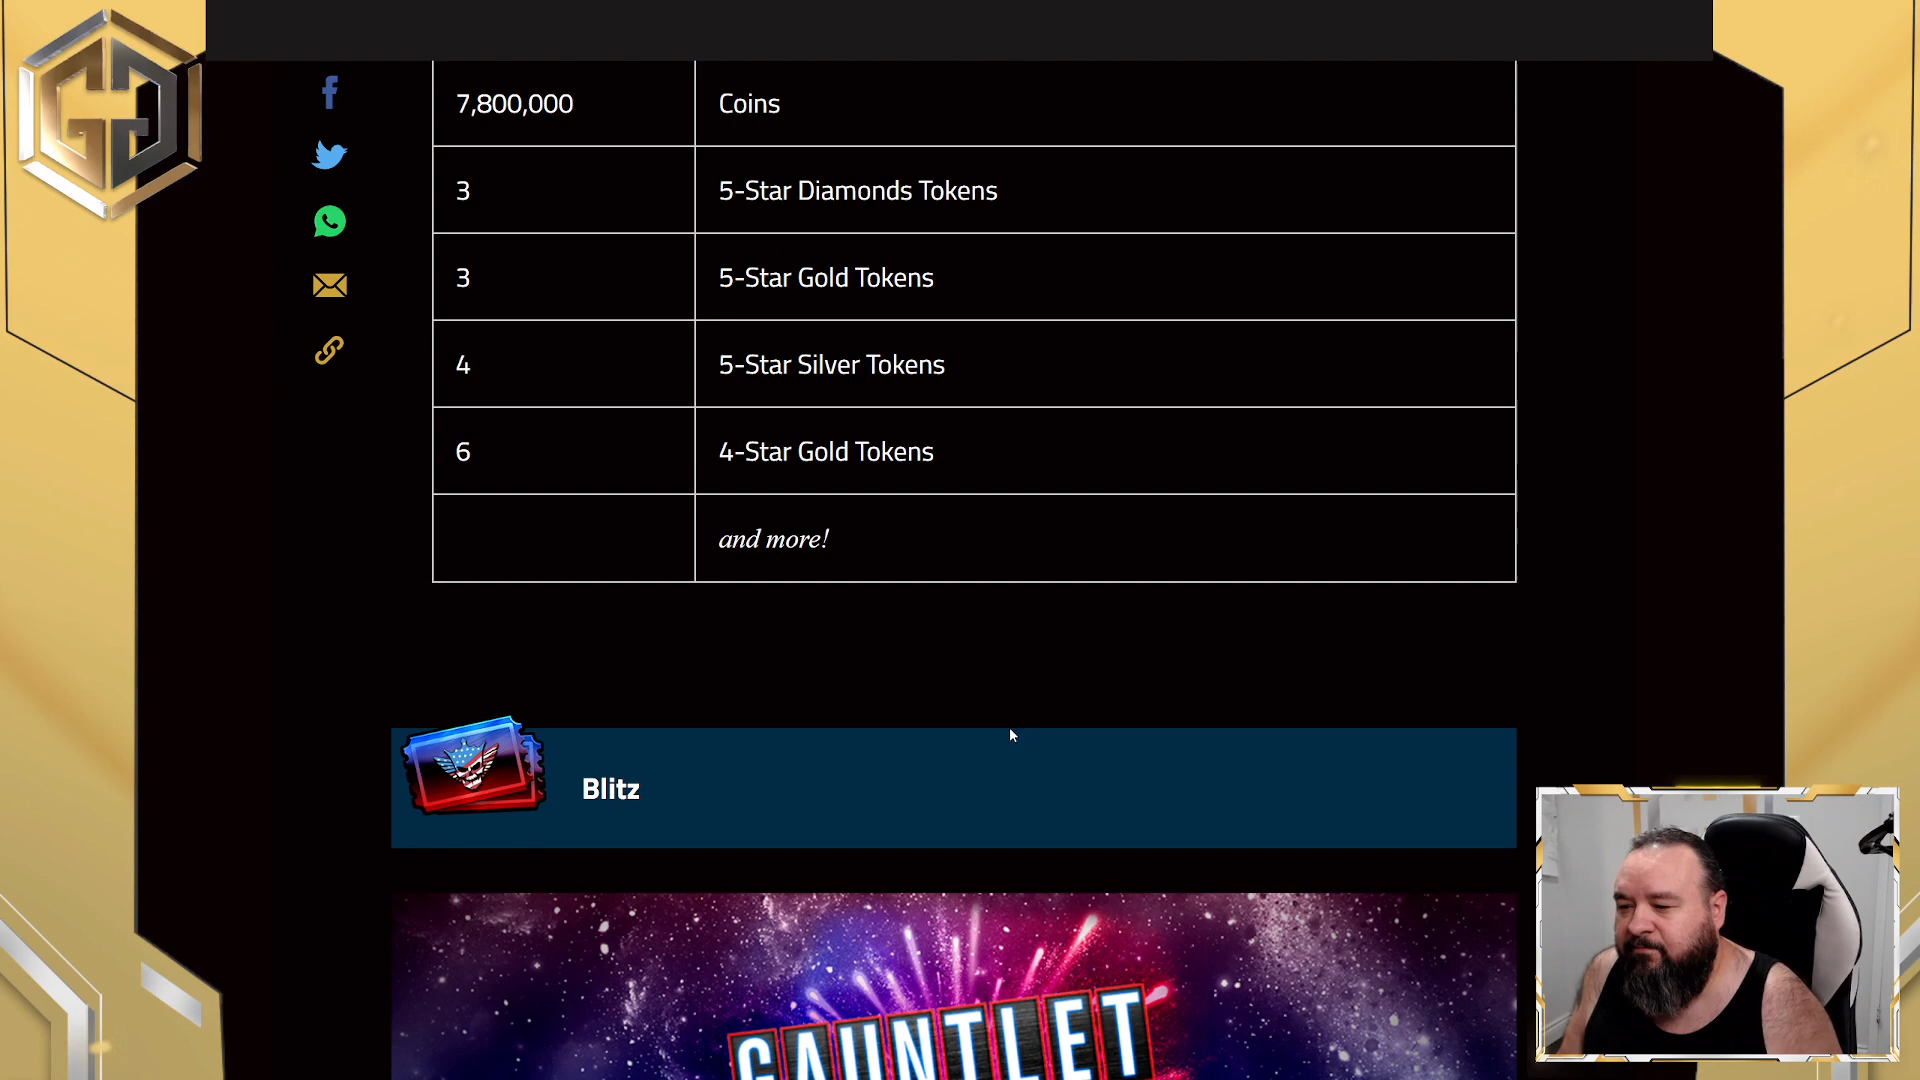 7,800,000 Coins
3 5-Star Diamonds Tokens
3 5-Star Gold Tokens
4 5-Star Silver Tokens
6 4-Star Gold Tokens
and more!
Blitz
GAUNTLET